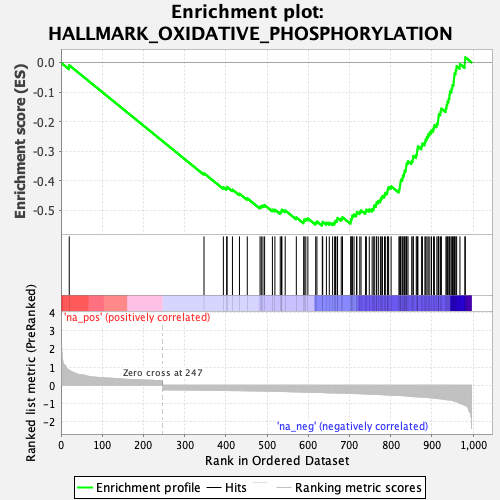 Enrichment plot:
HALLMARK_OXIDATIVE_PHOSPHORYLATION
Enrichment score (ES)
0.0
-0.1
-0.2
-0.3
-0.4
-0.5
'na_pos' (positively correlated)
Ranked list metric (PreRanked)
4
3
2
1
0
-1
-2
Zero cross at 247
'na_neg' (negatively correlated)
0
100
200
300
400
500
600
700
800
900
1,000
Rank in Ordered Dataset
Enrichment profile
Hits
Ranking metric scores